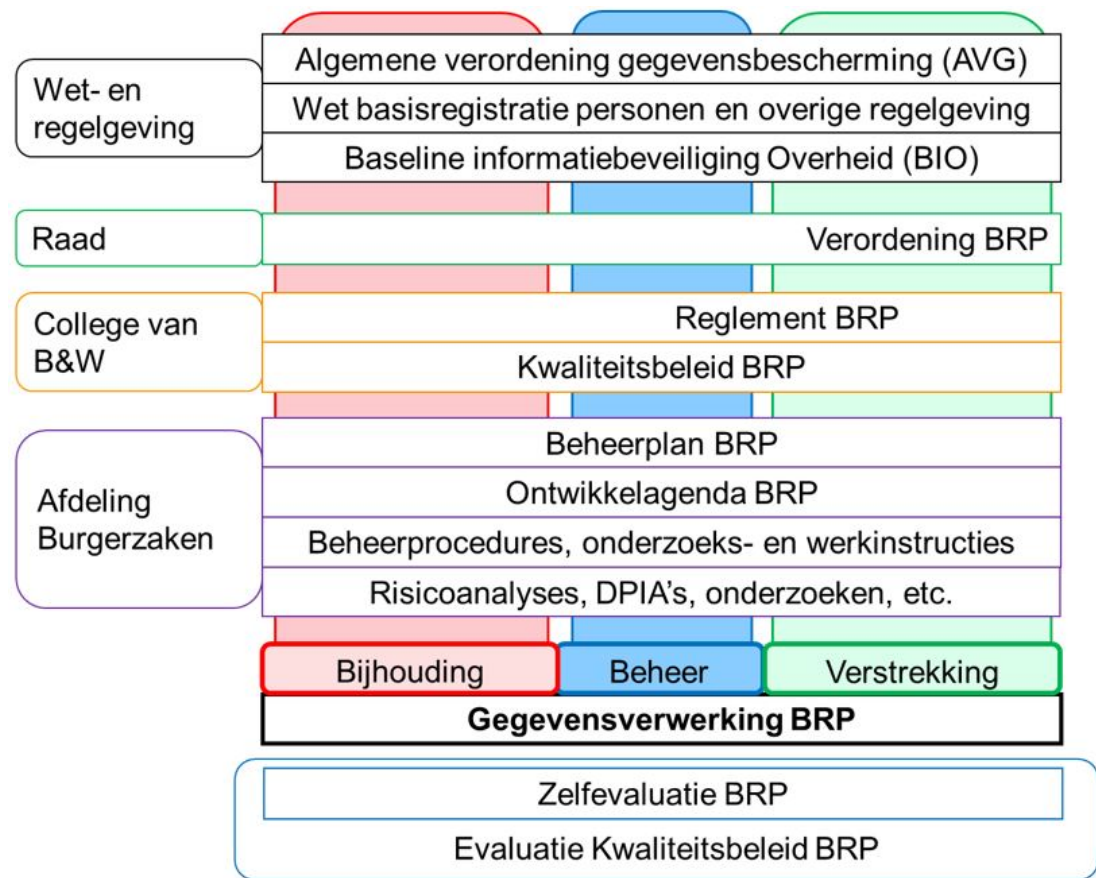 Wet- en
regelgeving
Algemene verordening gegevensbescherming (AVG)
Wet basisregistratie personen en overige regelgeving
Baseline informatiebeveiliging Overheid (BIO)
Raad
Verordening BRP
College van
B&W
Reglement BRP
Kwaliteitsbeleid BRP
Afdeling
Burgerzaken
Beheerplan BRP
Ontwikkelagenda BRP
Beheerprocedures, onderzoeks- en werkinstructies
Risicoanalyses, DPIA’s, onderzoeken, etc.
Bijhouding
Beheer
Verstrekking
Gegevensverwerking BRP
Zelfevaluatie BRP
Evaluatie Kwaliteitsbeleid BRP